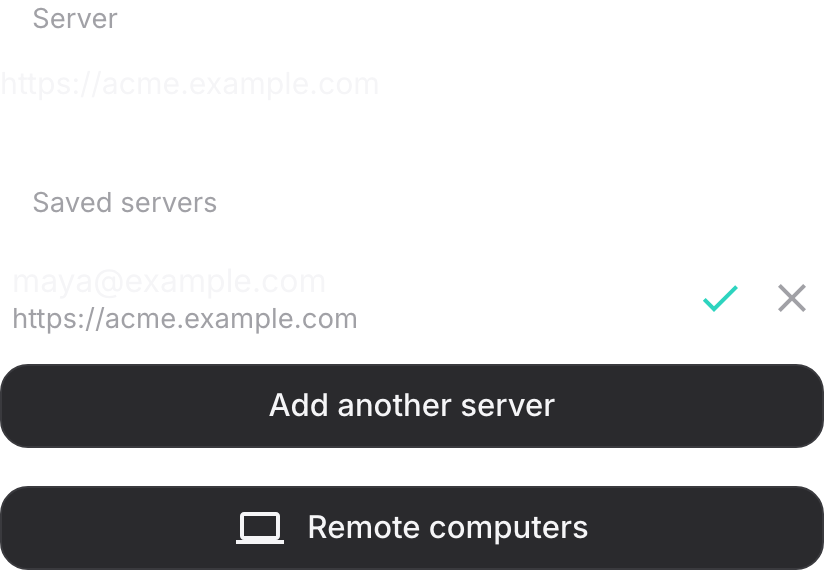 Server
https://acme.example.com
Saved servers
maya@example.com
https://acme.example.com
Add another server
Remote computers